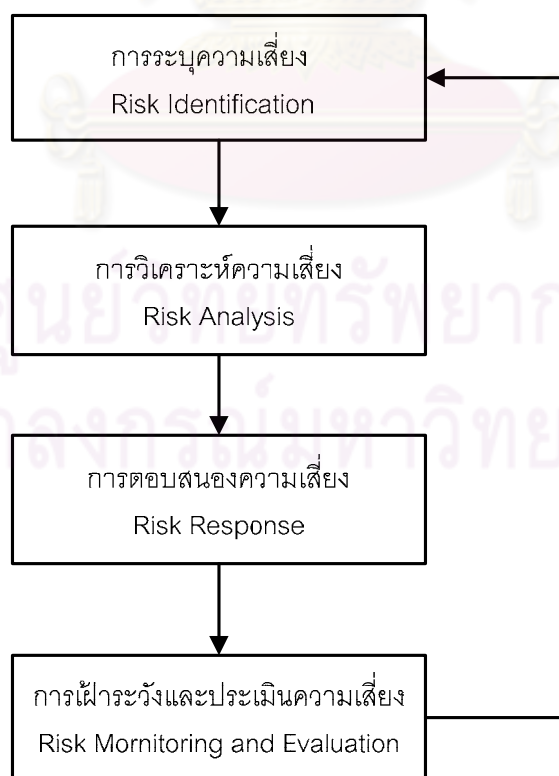 การระบุความเสี่ยง
Risk Identification
การวิเคราะห์ความเสี่ยง
Risk Analysis
การตอบสนองความเสี่ยง
Risk Response
การเฝ้าระวังและประเมินความเสี่ยง
Risk Mornitoring and Evaluation